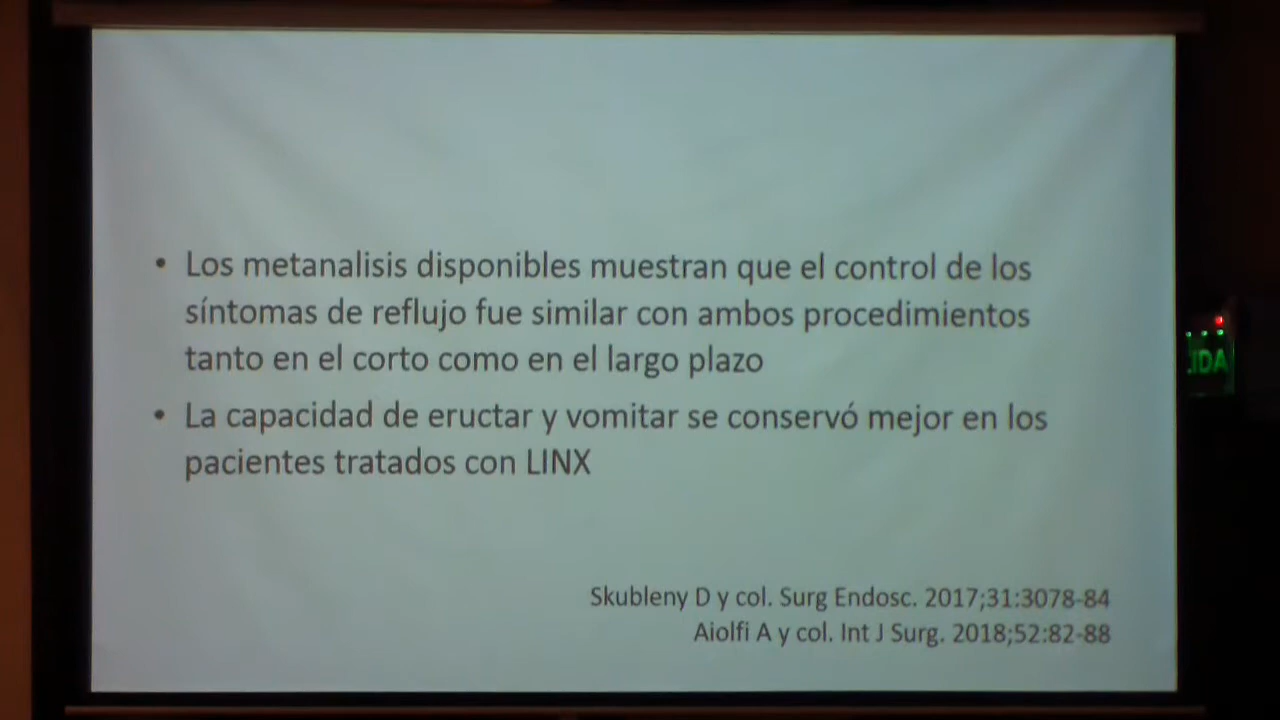 • Los metanalisis disponibles muestran que el control de los
síntomas de reflujo fue similar con ambos procedimientos
tanto en el corto como en el largo plazo
• La capacidad de eructar y vomitar se conservó mejor en los
pacientes tratados con LINX
Skubleny D y col. Surg Endosc. 2017;31:3078-84
Aiolfi A y col. Int J Surg. 2018;52:82-88
IDA